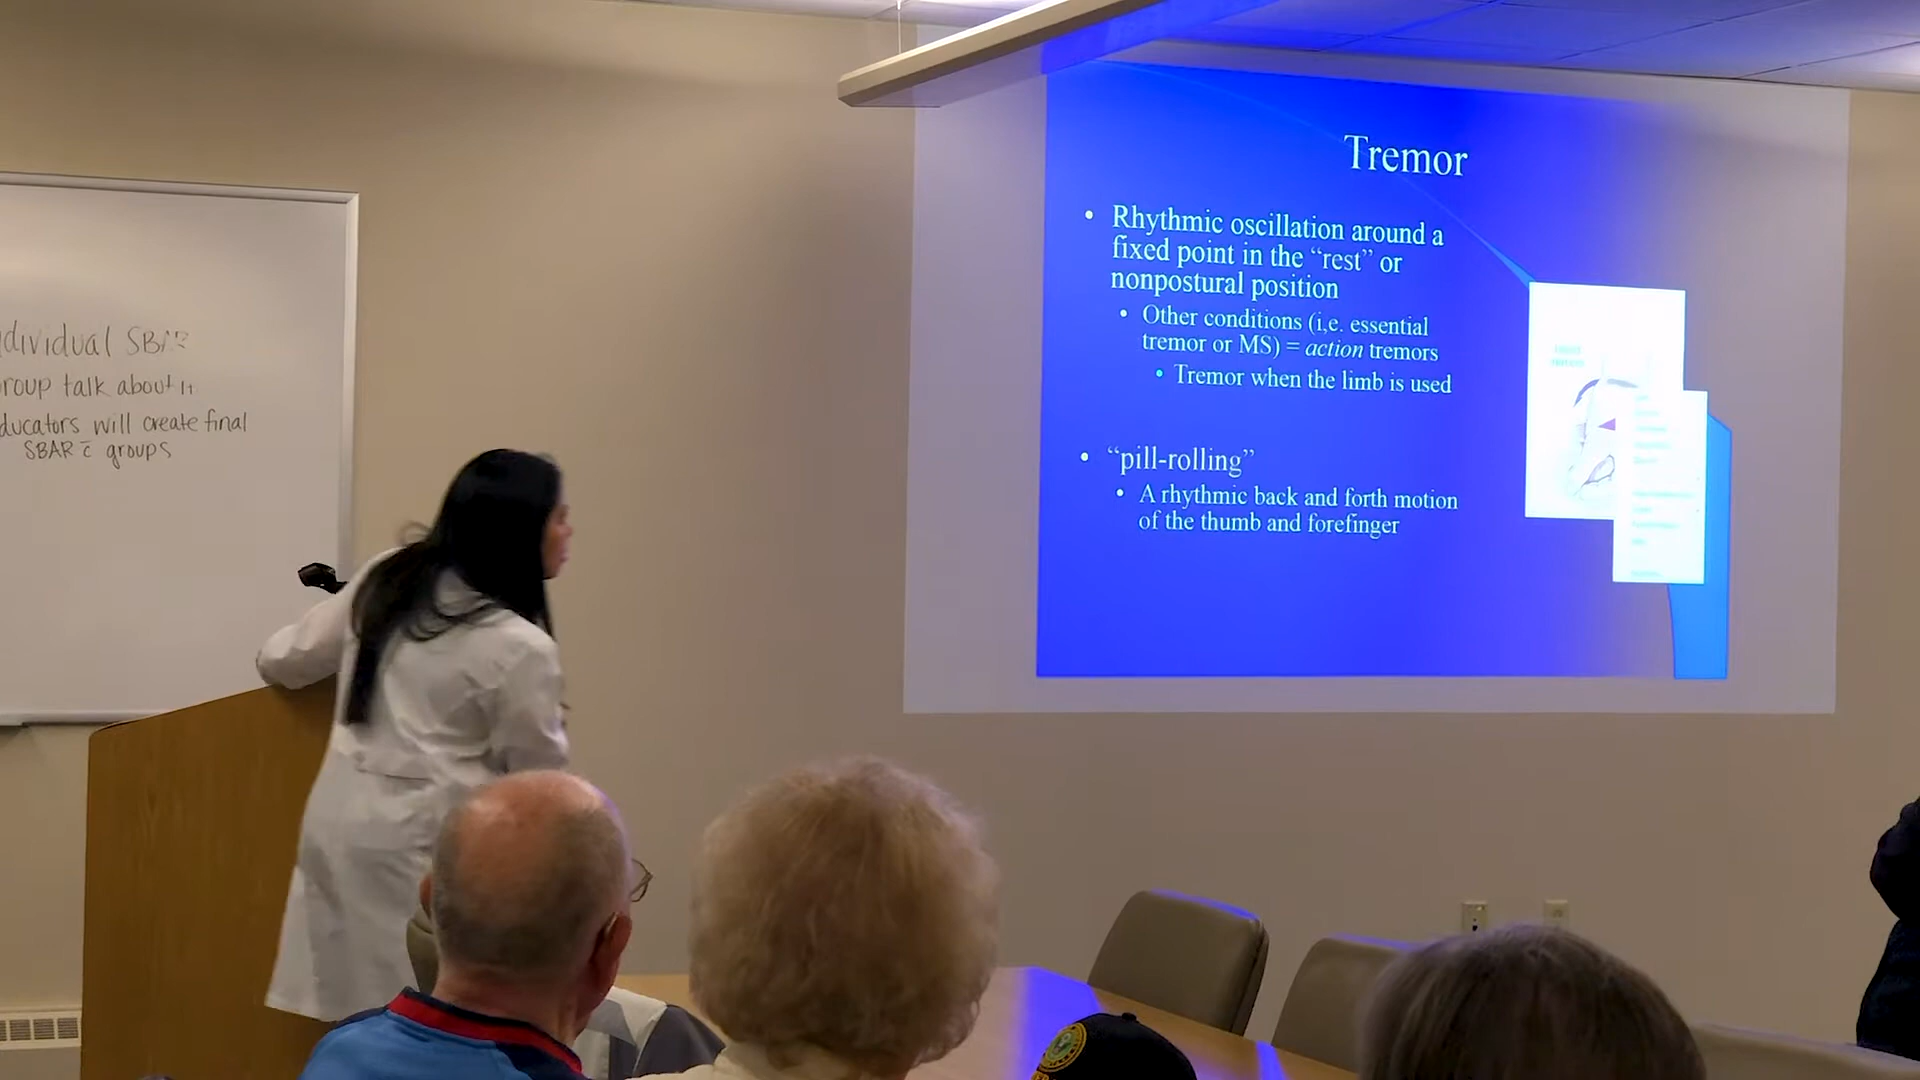 Tremor
• Rhythmic oscillation around a
fixed point in the “rest” or
nonpostural position
• Other conditions (i,e. essential
tremor or MS) = action tremors
• Tremor when the limb is used
• “pill-rolling”
• A rhythmic back and forth motion
of the thumb and forefinger
dividual SBAR
roup talk about it
ducators will create final
SBAR c̄ groups